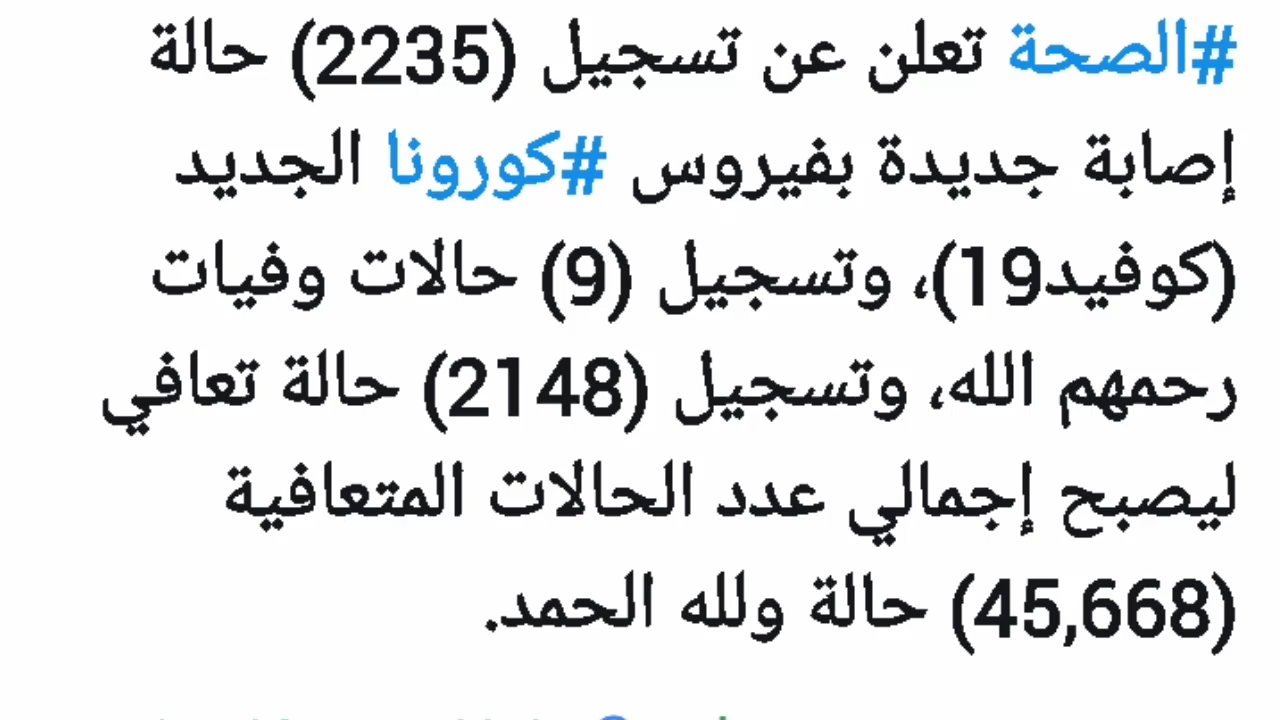 #الصحة تعلن عن تسجيل (2235) حالة
إصابة جديدة بفيروس #كورونا الجديد
(كوفيد19)، وتسجيل (9) حالات وفيات
رحمهم الله، وتسجيل (2148) حالة تعافي
ليصبح إجمالي عدد الحالات المتعافية
(45,668) حالة ولله الحمد.